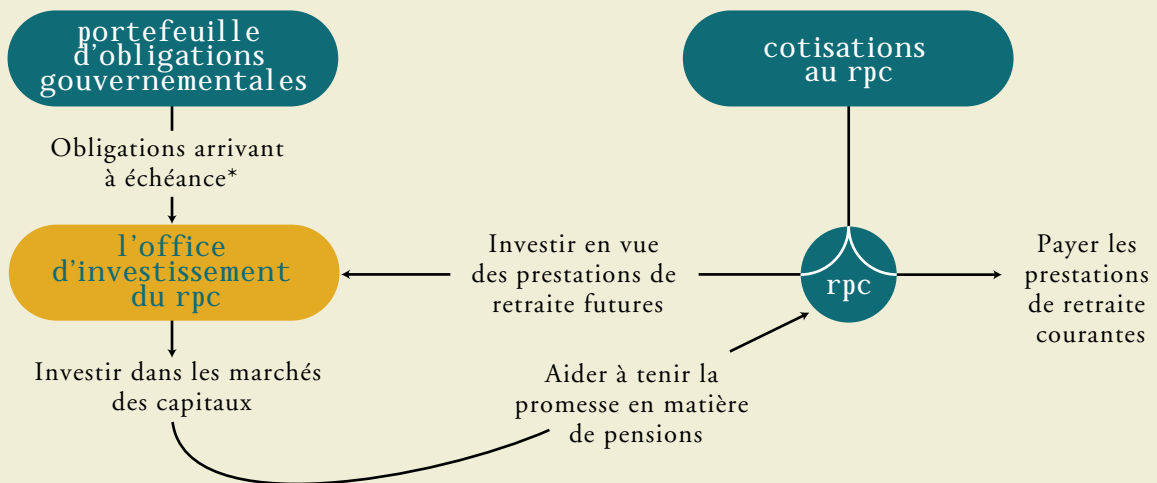 portefeuille
d'obligations
gouvernementales
cotisations
au rpc
Obligations arrivant
à échéance*
l'office
d'investissement
du rpc
Investir en vue
des prestations de
retraite futures
rpc
Payer les
prestations
de retraite
courantes
Investir dans les marchés
des capitaux
Aider à tenir la
promesse en matière
de pensions